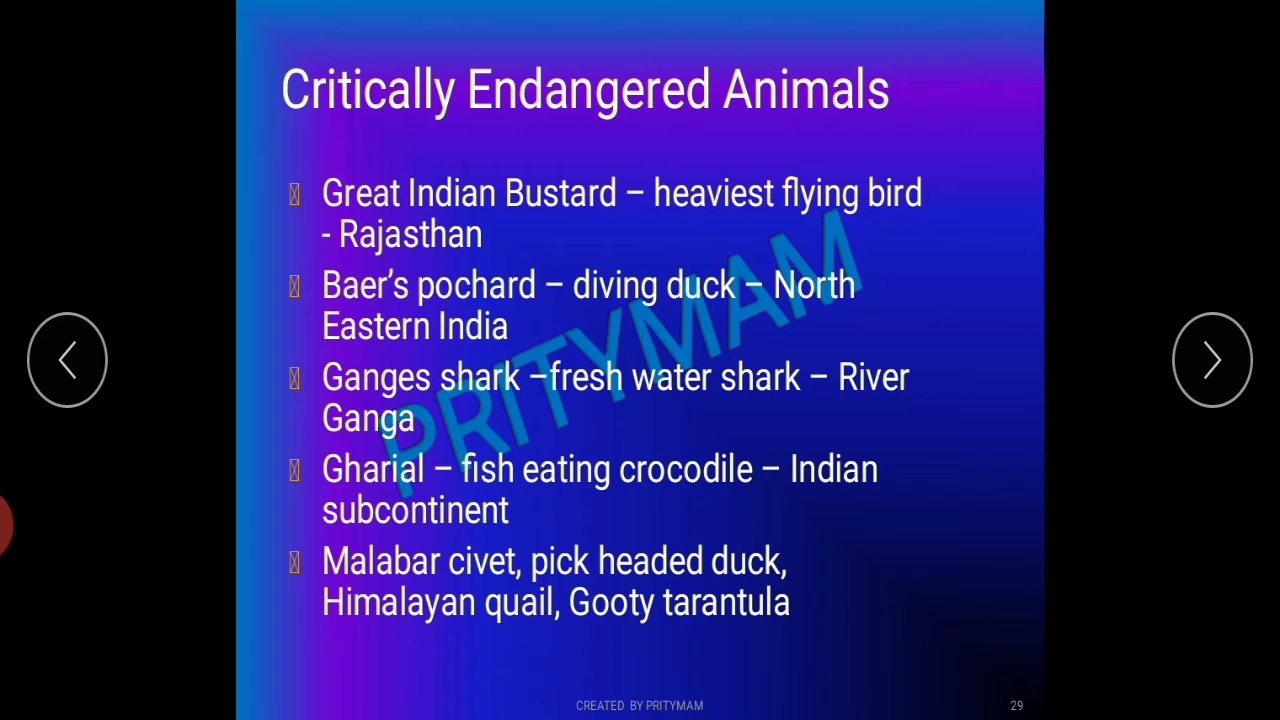 Critically Endangered Animals
Great Indian Bustard – heaviest flying bird
- Rajasthan
Baer’s pochard – diving duck – North
Eastern India
Ganges shark –fresh water shark – River
Ganga
Gharial – fish eating crocodile – Indian
subcontinent
Malabar civet, pick headed duck,
Himalayan quail, Gooty tarantula
PRITYMAM
CREATED BY PRITYMAM
29